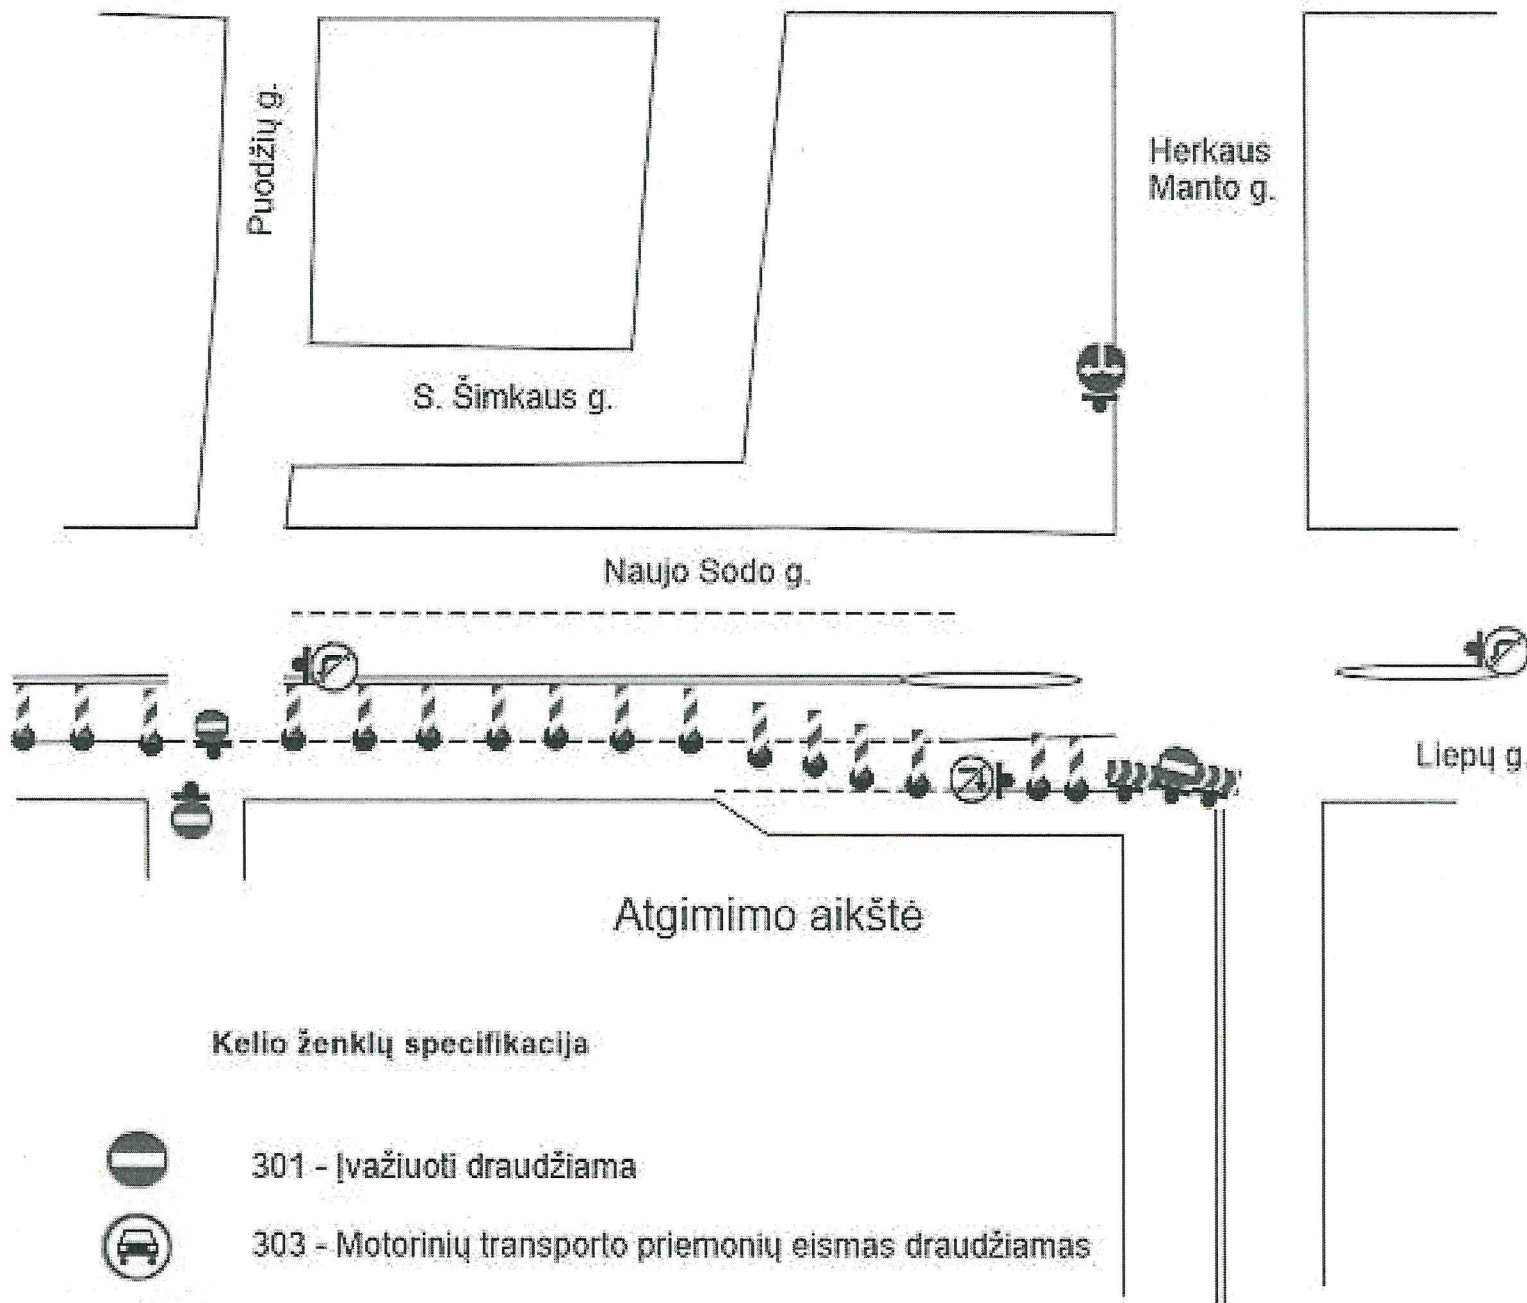 Puodžių g.
Herkaus
Manto g.
S. Šimkaus g.
Naujo Sodo g.
Liepų g.
Atgimimo aikštė
Kelio ženklų specifikacija
301 - Įvažiuoti draudžiama
303 - Motorinių transporto priemonių eismas draudžiamas